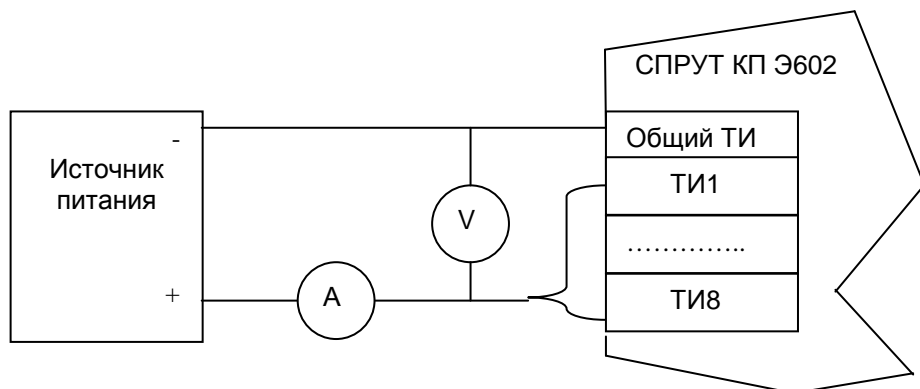 СПРУТ КП Э602
-
Общий ТИ
Источник
питания
ТИ1
V
…………..
+
A
ТИ8